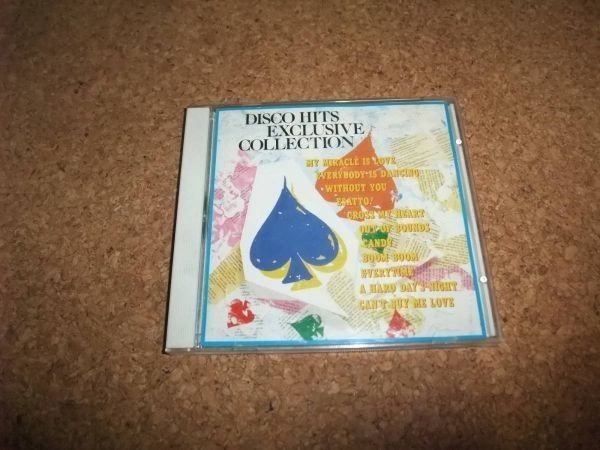 DISCO HITS
EXCLUSIVE
COLLECTION
MY MIRACLE IS LOVE
EVERYBODY IS DANCING
WITHOUT YOU
ESATTO!
CROSS MY HEART
OUT OF BOUNDS
CANDY
BOOM BOOM
EVERYTIME
A HARD DAY'S NIGHT
CAN'T BUY ME LOVE